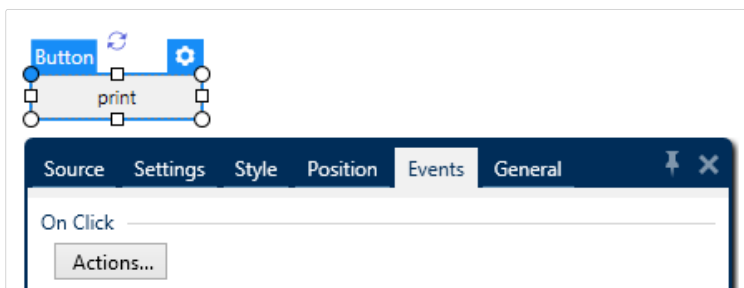 Button
print
Source Settings Style Position Events General
On Click
Actions...